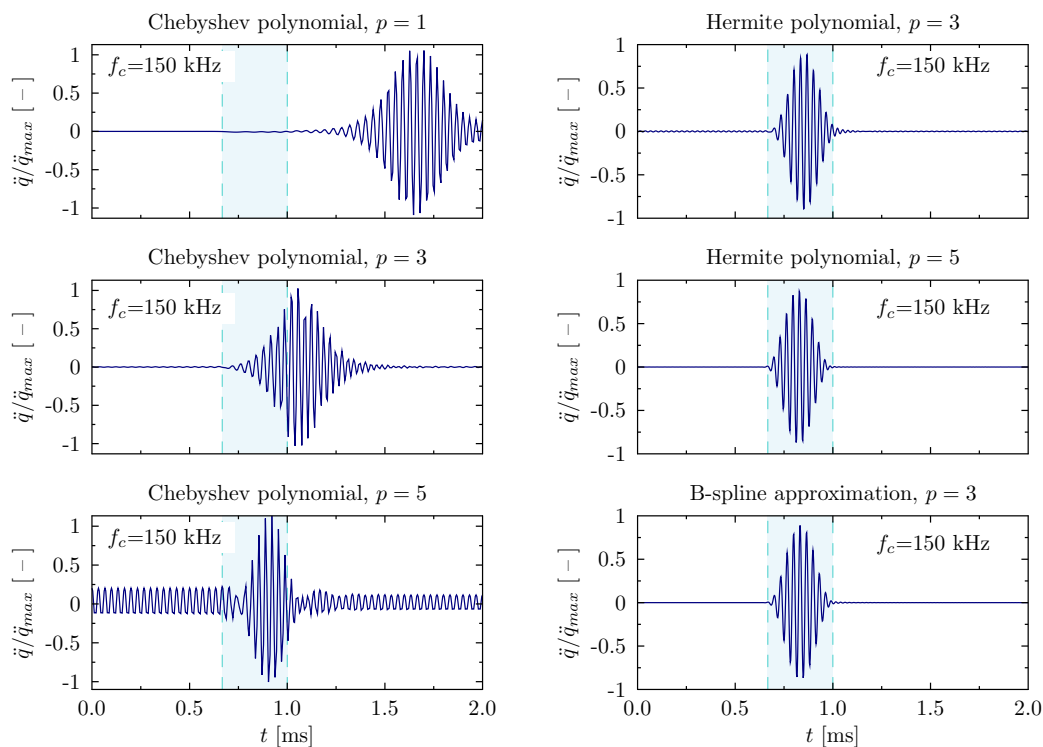 Chebyshev polynomial, p = 1
f_c=150 kHz
1
0.5
0
-0.5
-1
q̈/q̈_max [ − ]
Hermite polynomial, p = 3
f_c=150 kHz
1
0.5
0
-0.5
-1
q̈/q̈_max [ − ]
Chebyshev polynomial, p = 3
f_c=150 kHz
1
0.5
0
-0.5
-1
q̈/q̈_max [ − ]
Hermite polynomial, p = 5
f_c=150 kHz
1
0.5
0
-0.5
-1
q̈/q̈_max [ − ]
Chebyshev polynomial, p = 5
f_c=150 kHz
1
0.5
0
-0.5
-1
q̈/q̈_max [ − ]
0.0 0.5 1.0 1.5 2.0
t [ms]
B-spline approximation, p = 3
f_c=150 kHz
1
0.5
0
-0.5
-1
q̈/q̈_max [ − ]
0.0 0.5 1.0 1.5 2.0
t [ms]